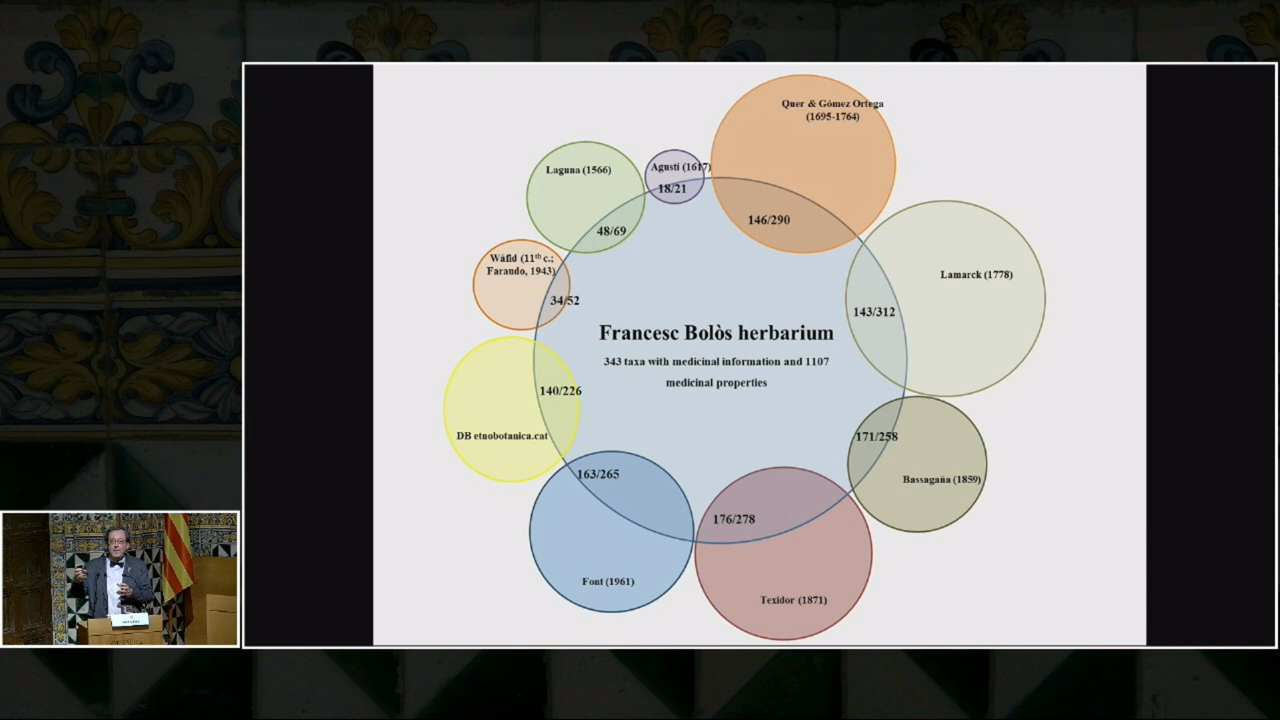 Quer & Gómez Ortega
(1695-1764)
Agustí (1617)
18/21
Laguna (1566)
48/69
146/290
Wáfid (11th c.;
Faraudo, 1943)
34/52
Lamarck (1778)
143/312
Francesc Bolòs herbarium
343 taxa with medicinal information and 1107
medicinal properties
140/226
DB etnobotanica.cat
171/258
Bassagaña (1859)
163/265
Font (1961)
176/278
Texidor (1871)